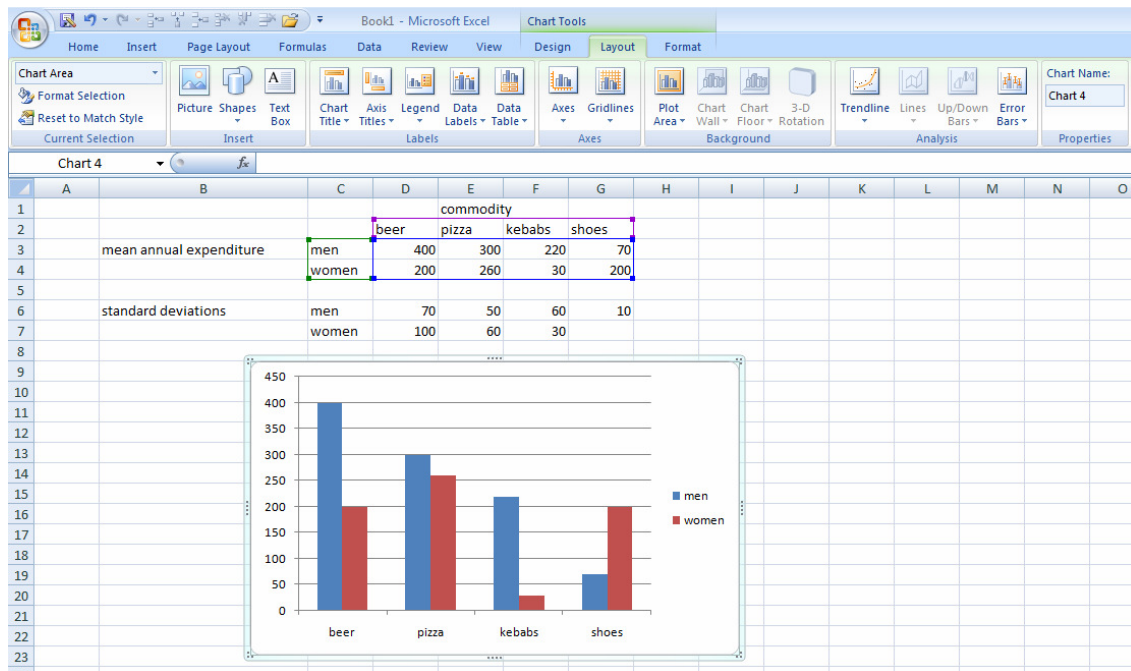 Book1 - Microsoft Excel Chart Tools
Home Insert Page Layout Formulas Data Review View Design Layout Format
Chart Area
Format Selection
Reset to Match Style
Current Selection
Picture Shapes Text Box
Insert
Chart Title Axis Titles Legend Data Labels Data Table
Labels
Axes Gridlines
Axes
Plot Area Chart Wall Chart Floor 3-D Rotation
Background
Trendline Lines Up/Down Bars Error Bars
Analysis
Chart Name:
Chart 4
Properties
Chart 4 fx
A B C D E F G H I J K L M N O
1 commodity
2 beer pizza kebabs shoes
3 mean annual expenditure men 400 300 220 70
4 women 200 260 30 200
5
6 standard deviations men 70 50 60 10
7 women 100 60 30
8
9
10
11
12
13
14
15
16
17
18
19
20
21
22
23
450
400
350
300
250
200
150
100
50
0
beer pizza kebabs shoes
men
women